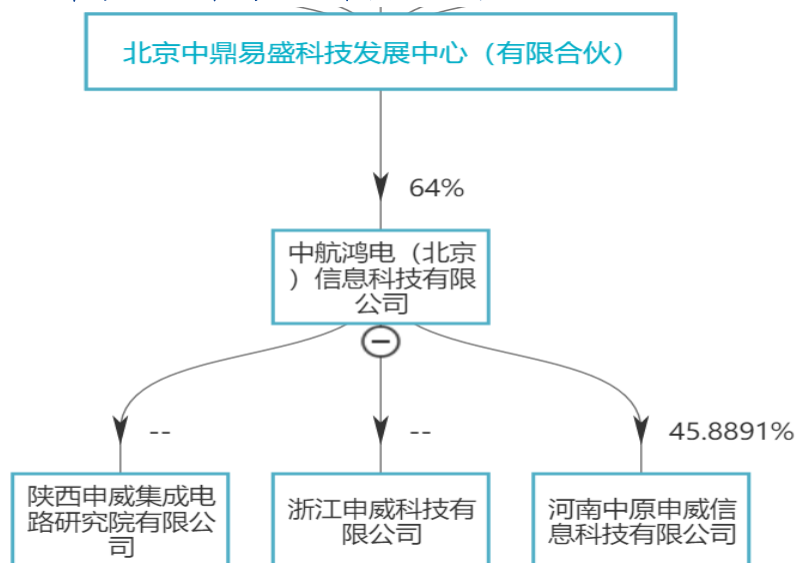 北京中鼎易盛科技发展中心（有限合伙）
64%
中航鸿电（北京
）信息科技有限
公司
--
--
45.8891%
陕西申威集成电
路研究院有限公
司
浙江申威科技有
限公司
河南中原申威信
息科技有限公司